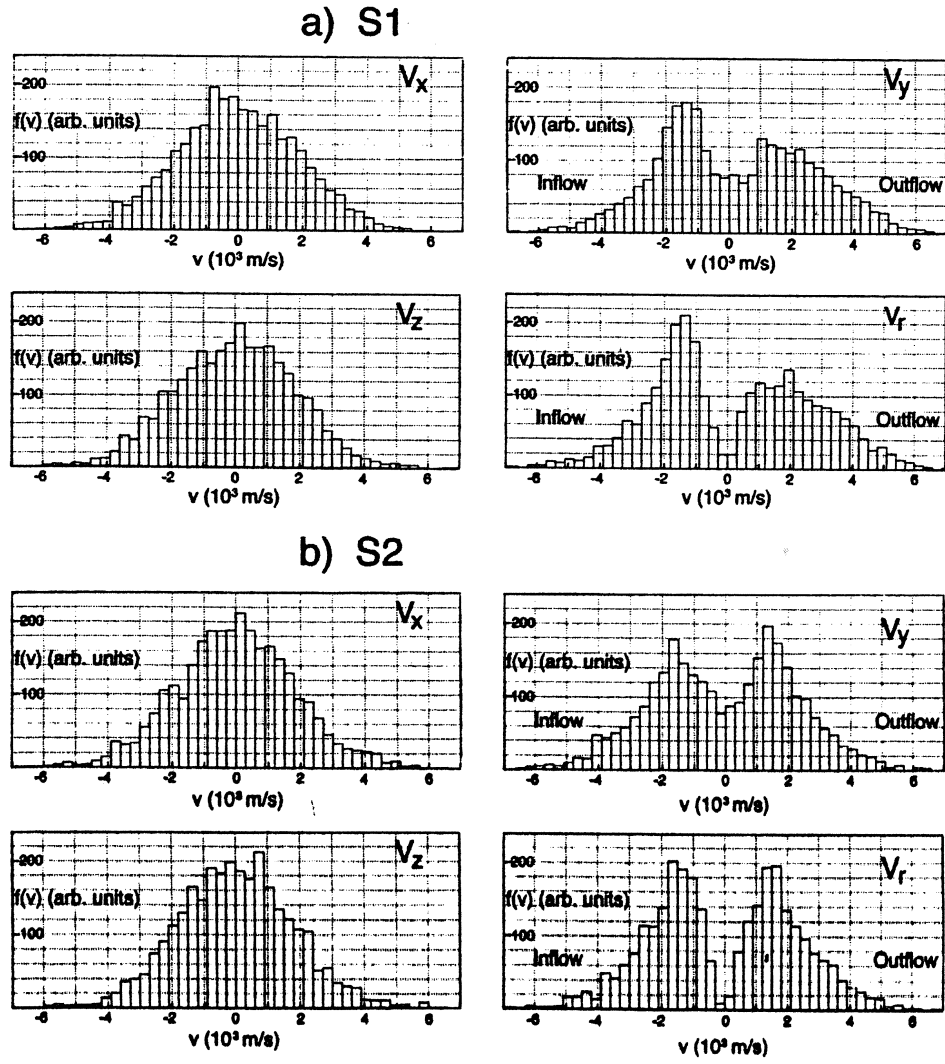 a) S1
Vx
200
f(v) (arb. units)
100
-6 -4 -2 0 2 4 6
v (10³ m/s)
Vy
200
f(v) (arb. units)
100
Inflow Outflow
-6 -4 -2 0 2 4 6
v (10³ m/s)
Vz
200
f(v) (arb. units)
100
-6 -4 -2 0 2 4 6
v (10³ m/s)
Vr
200
f(v) (arb. units)
100
Inflow Outflow
-6 -4 -2 0 2 4 6
v (10³ m/s)
b) S2
Vx
200
f(v) (arb. units)
100
-6 -4 -2 0 2 4 6
v (10³ m/s)
Vy
200
f(v) (arb. units)
100
Inflow Outflow
-6 -4 -2 0 2 4 6
v (10³ m/s)
Vz
200
f(v) (arb. units)
100
-6 -4 -2 0 2 4 6
v (10³ m/s)
Vr
200
f(v) (arb. units)
100
Inflow Outflow
-6 -4 -2 0 2 4 6
v (10³ m/s)